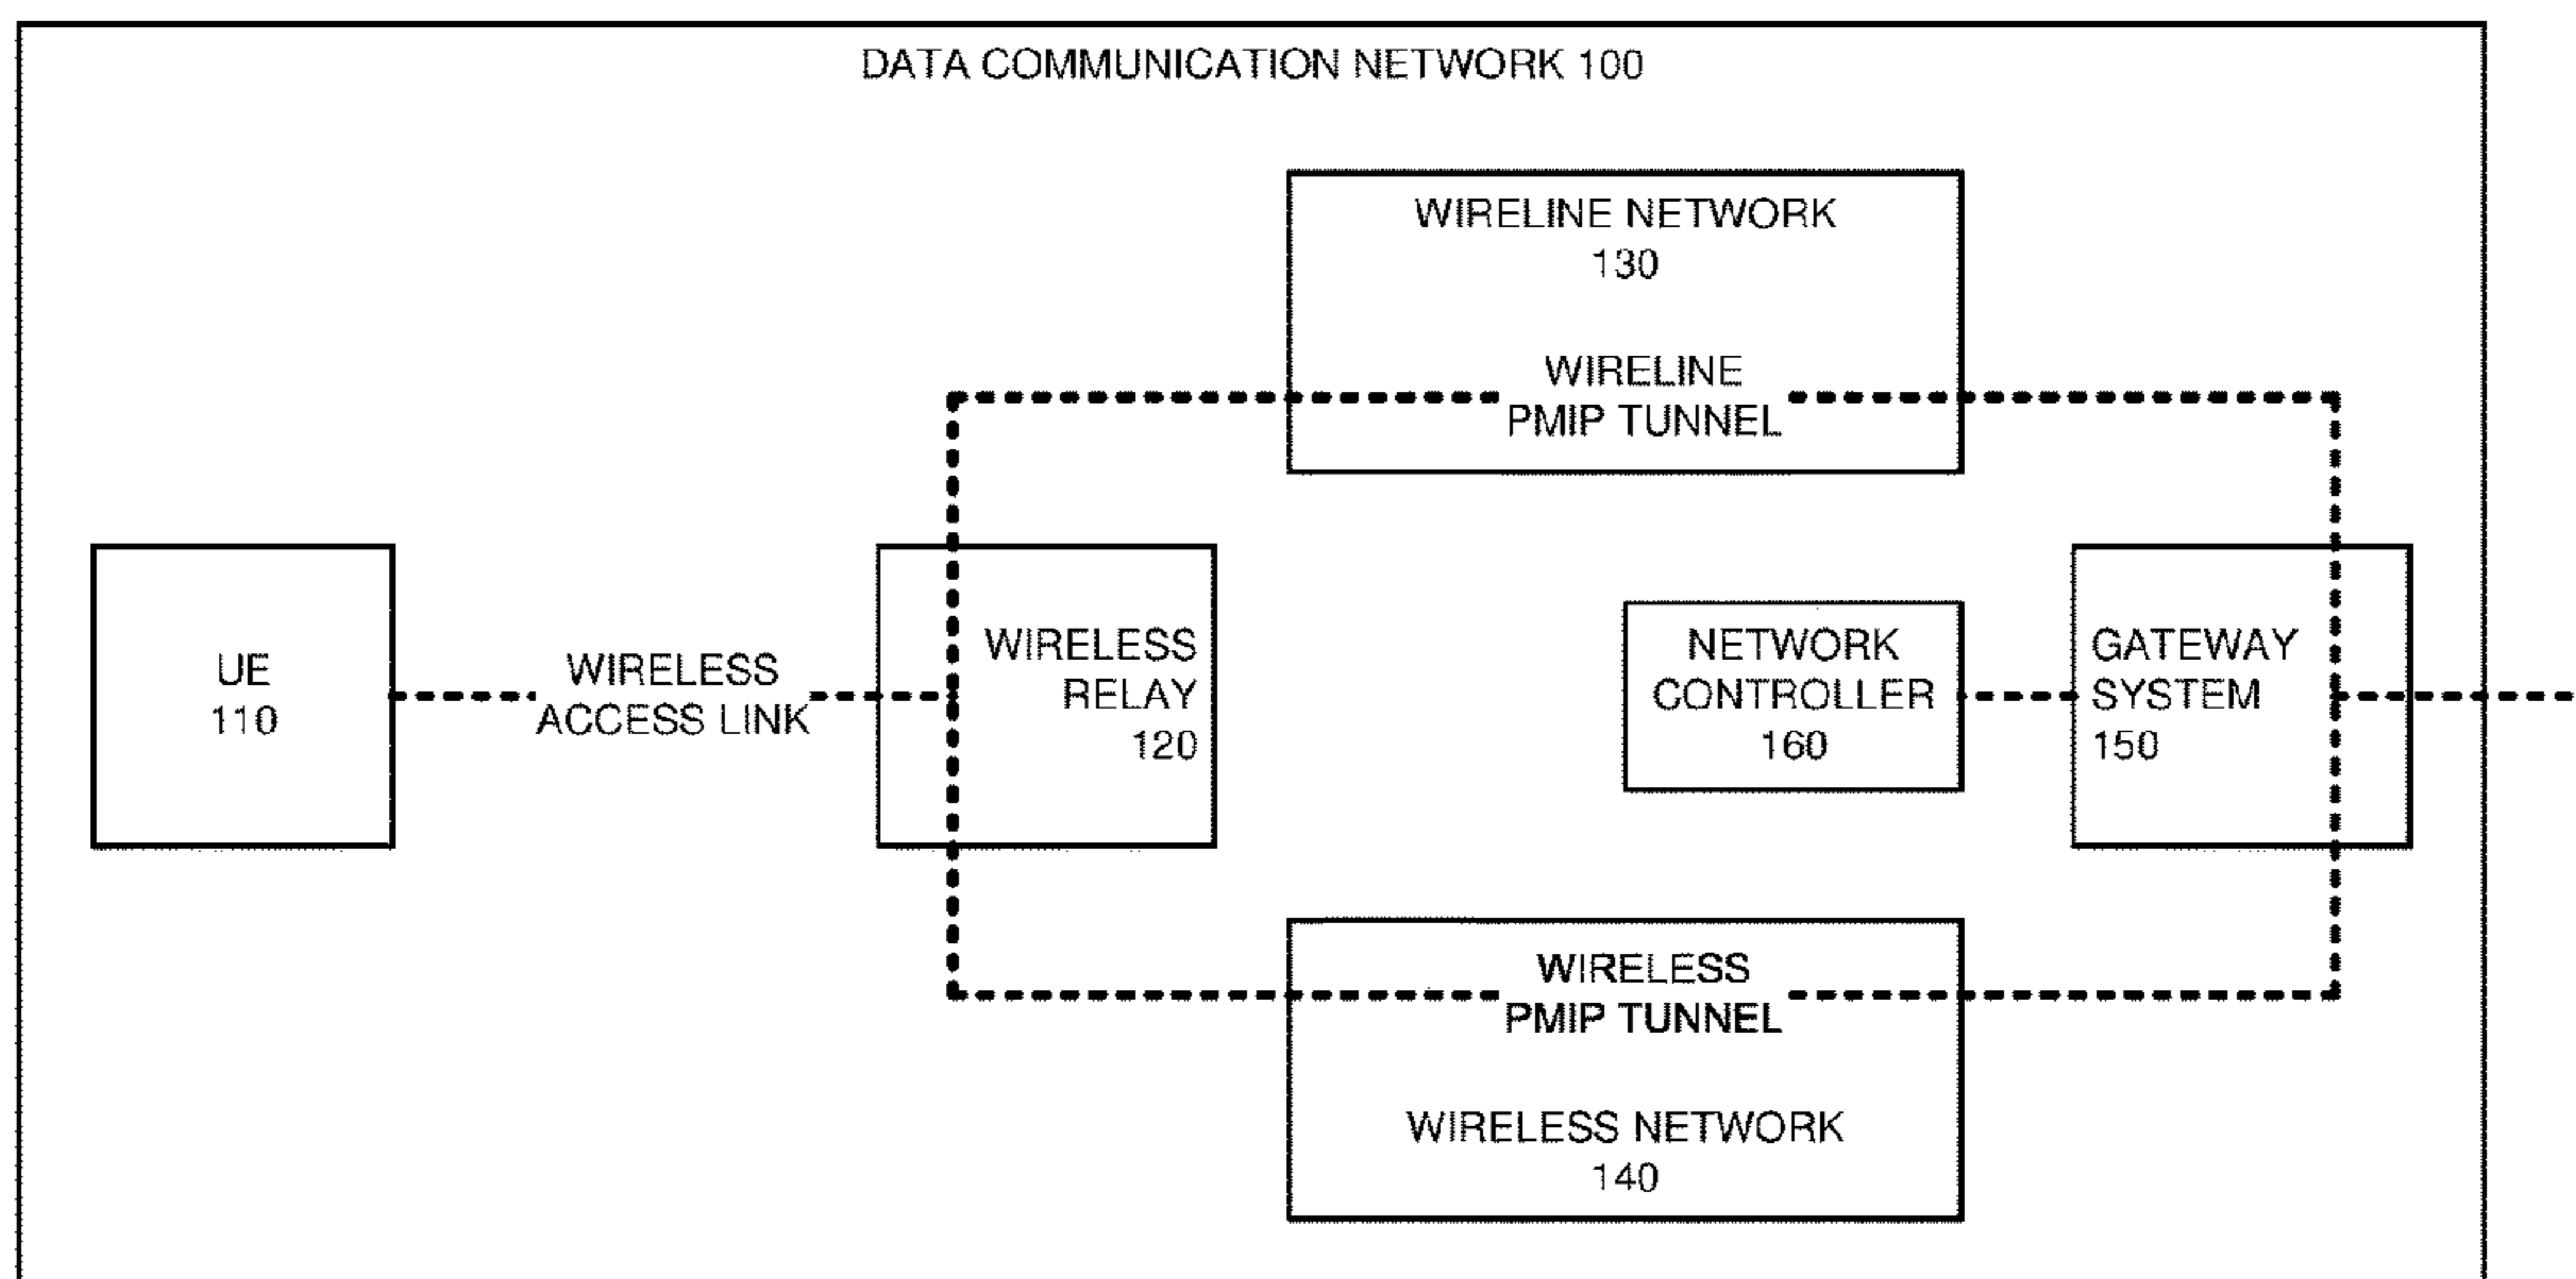 DATA COMMUNICATION NETWORK 100
WIRELINE NETWORK
130
WIRELINE
PMIP TUNNEL
UE
110
WIRELESS
ACCESS LINK
WIRELESS
RELAY
120
NETWORK
CONTROLLER
160
GATEWAY
SYSTEM
150
WIRELESS
PMIP TUNNEL
WIRELESS NETWORK
140